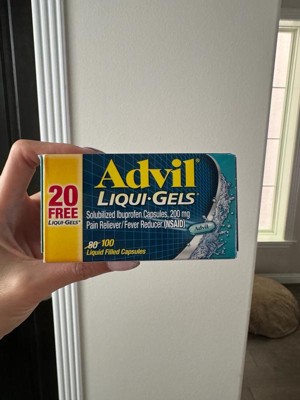 20
FREE
LIQUI-GELS®
Advil®
LIQUI·GELS®
Solubilized Ibuprofen Capsules, 200 mg
Pain Reliever/Fever Reducer (NSAID)
80 100
Liquid Filled Capsules
Advil